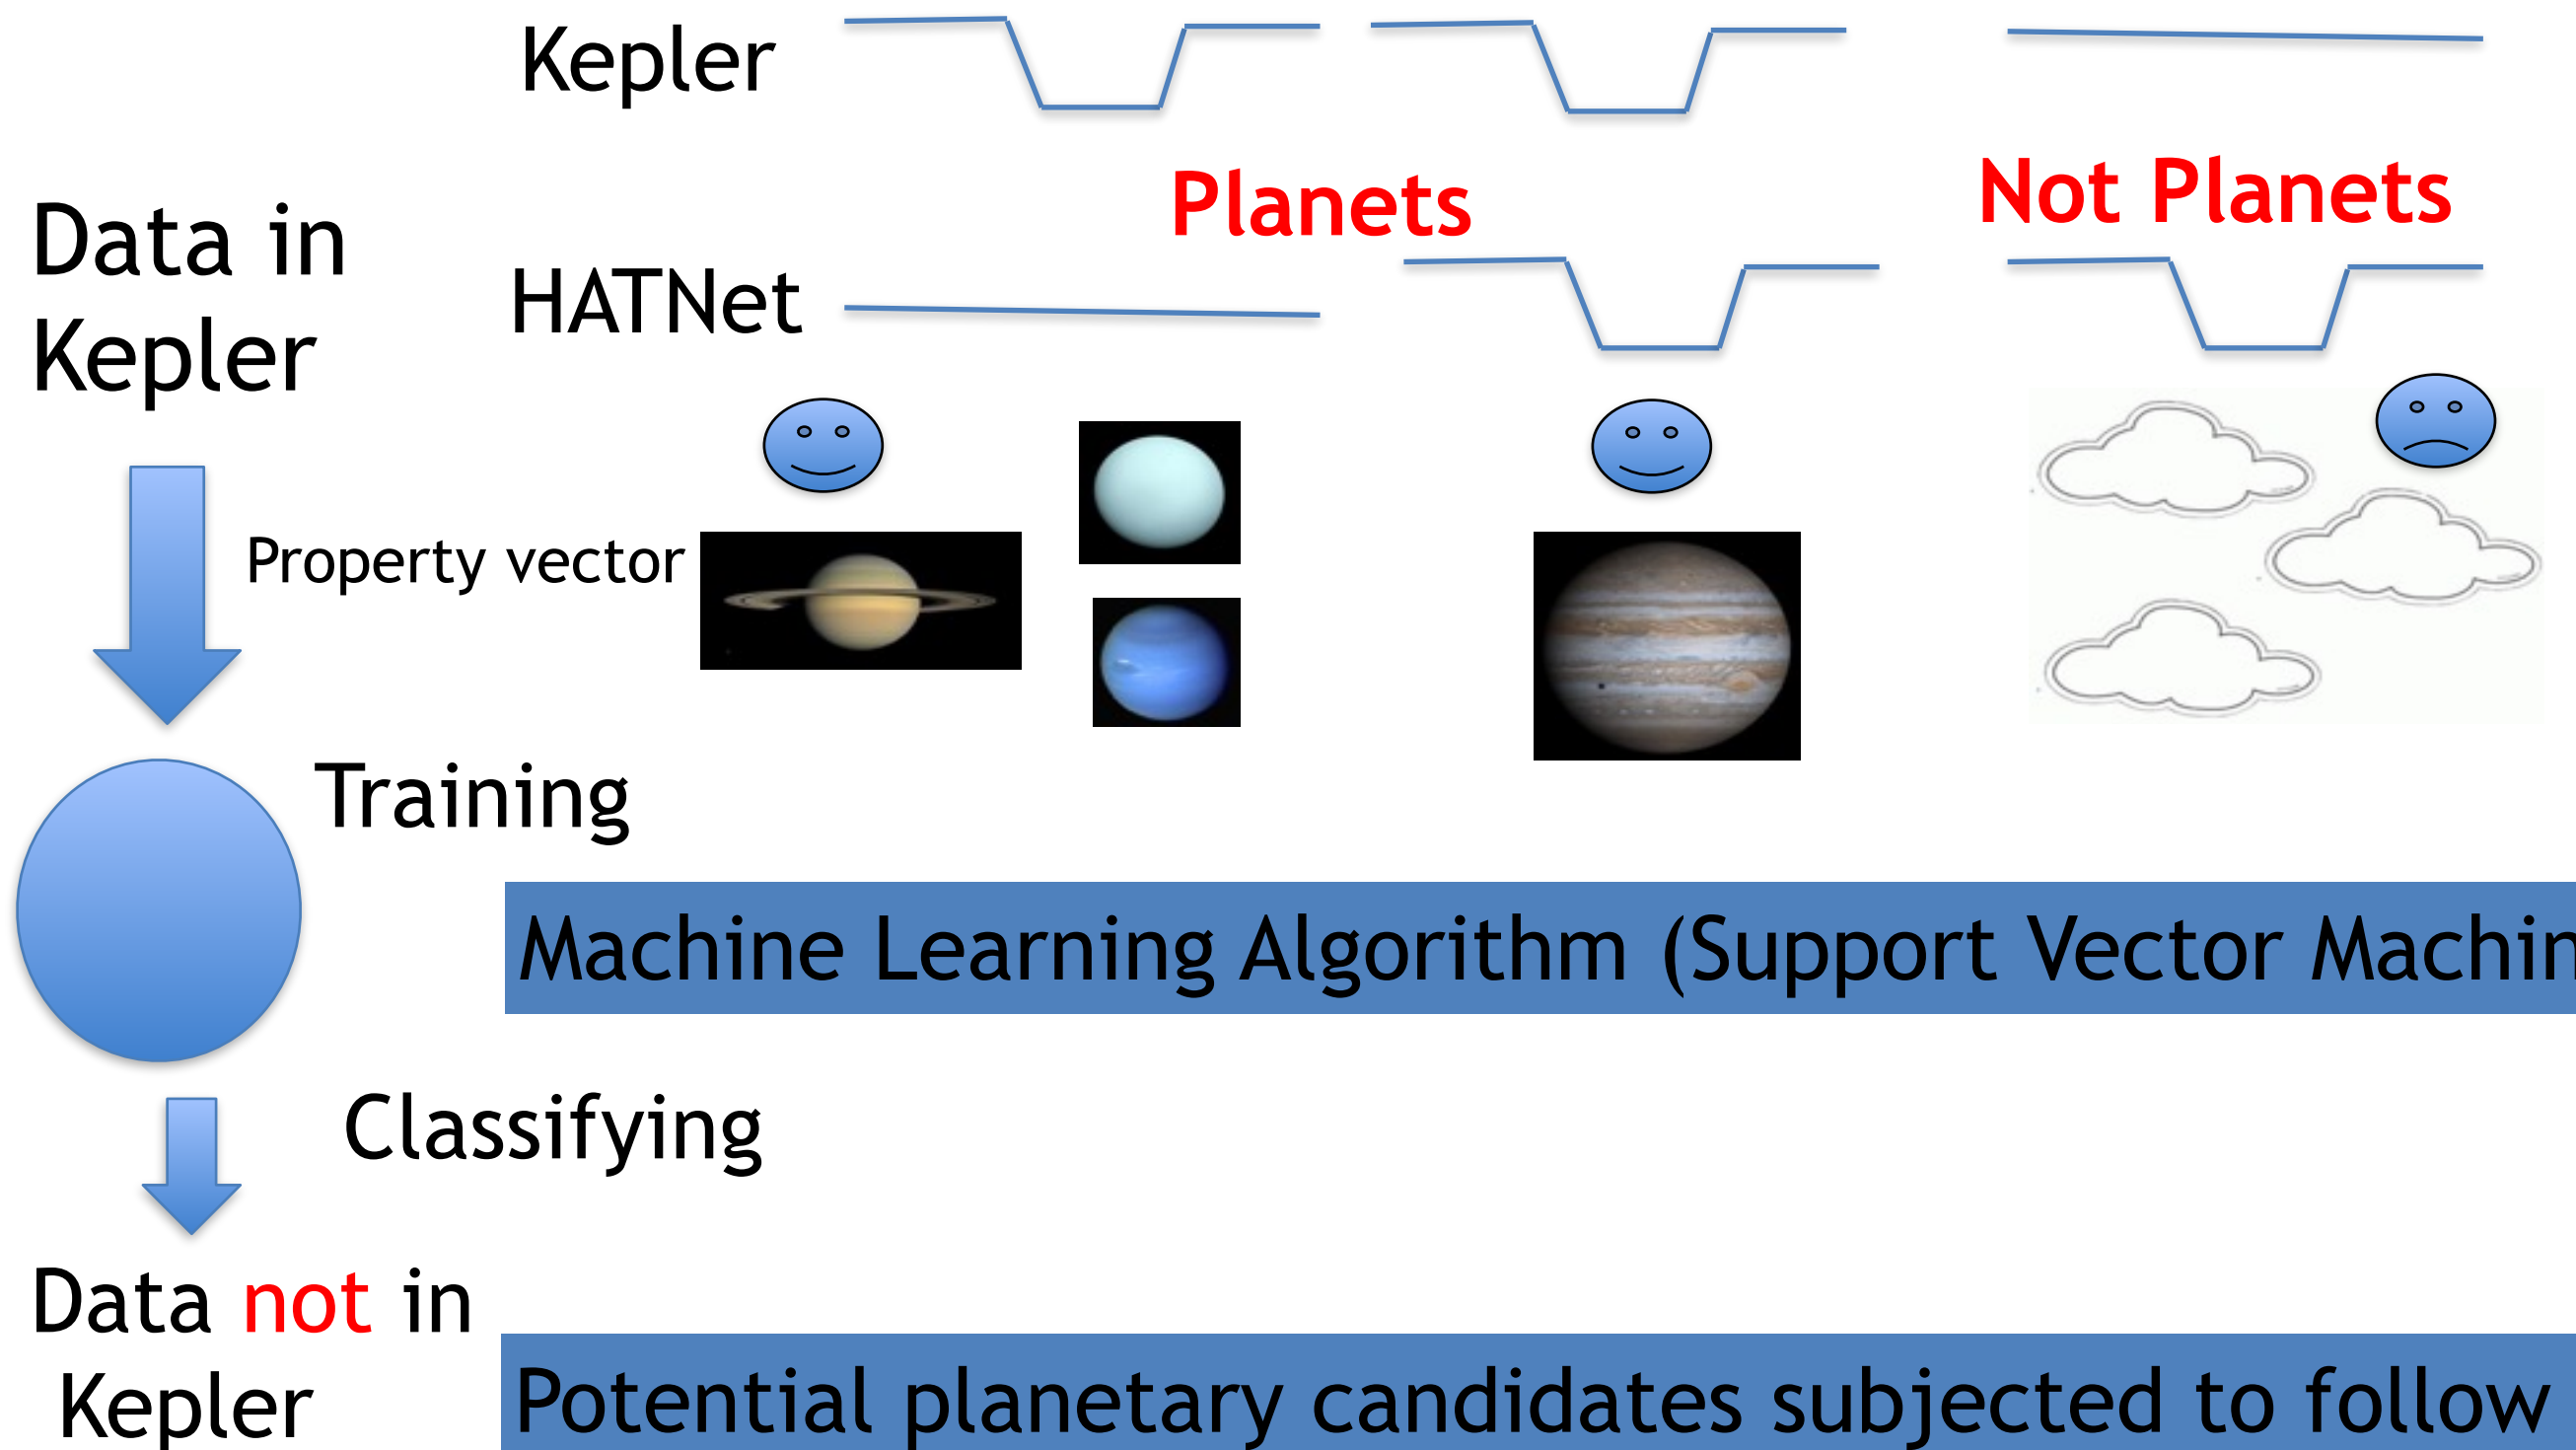 Kepler
Planets
Not Planets
Data in
Kepler
HATNet
Property vector
Training
Machine Learning Algorithm (Support Vector Machin
Classifying
Data not in
Kepler
Potential planetary candidates subjected to follow